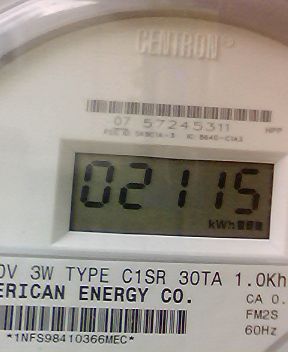 CENTRON
07 57245311
HPP
02115
kWh
0V 3W TYPE C1SR 30TA 1.0Kh
ERICAN ENERGY CO.
CA 0.
FM2S
60Hz
*1NFS98410366MEC*